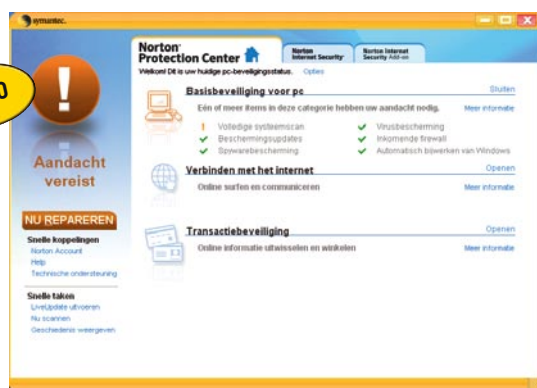 symantec.
Norton
Protection Center
Norton
Internet Security
Norton Internet
Security Add-on
Welkom! Dit is uw huidige pc-beveiligingsstatus. Opties
0
Aandacht
vereist
NU REPAREREN
Snelle koppelingen
Norton Account
Help
Technische ondersteuning
Snelle taken
LiveUpdate uitvoeren
Nu scannen
Geschiedenis weergeven
Basisbeveiliging voor pc Sluiten
Eén of meer items in deze categorie hebben uw aandacht nodig. Meer informatie
Volledige systeemscan
Beschermingsupdates
Spywarebescherming
Virusbescherming
Inkomende firewall
Automatisch bijwerken van Windows
Verbinden met het internet Openen
Online surfen en communiceren Meer informatie
Transactiebeveiliging Openen
Online informatie uitwisselen en winkelen Meer informatie